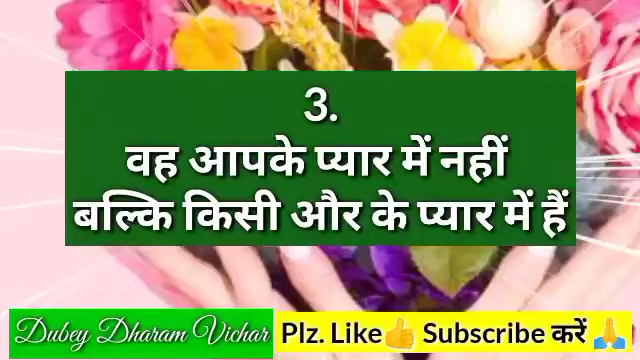 3.
वह आपके प्यार में नहीं
बल्कि किसी और के प्यार में हैं
Dubey Dharam Vichar Plz. Like👍 Subscribe करें🙏